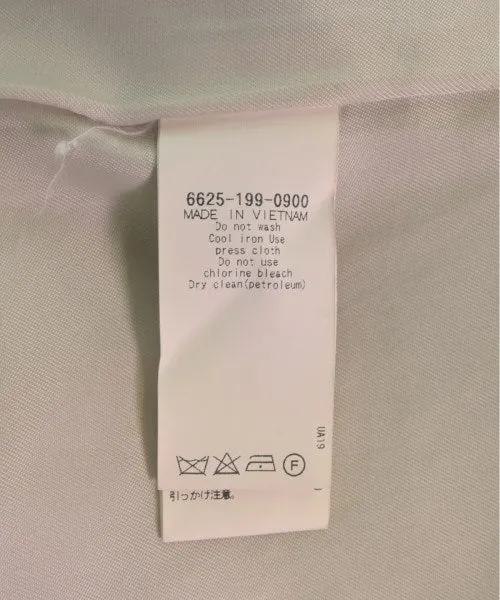 6625-199-0900
MADE IN VIETNAM
Do not wash
Cool iron Use
press cloth
Do not use
chlorine bleach
Dry clean(petroleum)
UA19
F
引っかけ注意。